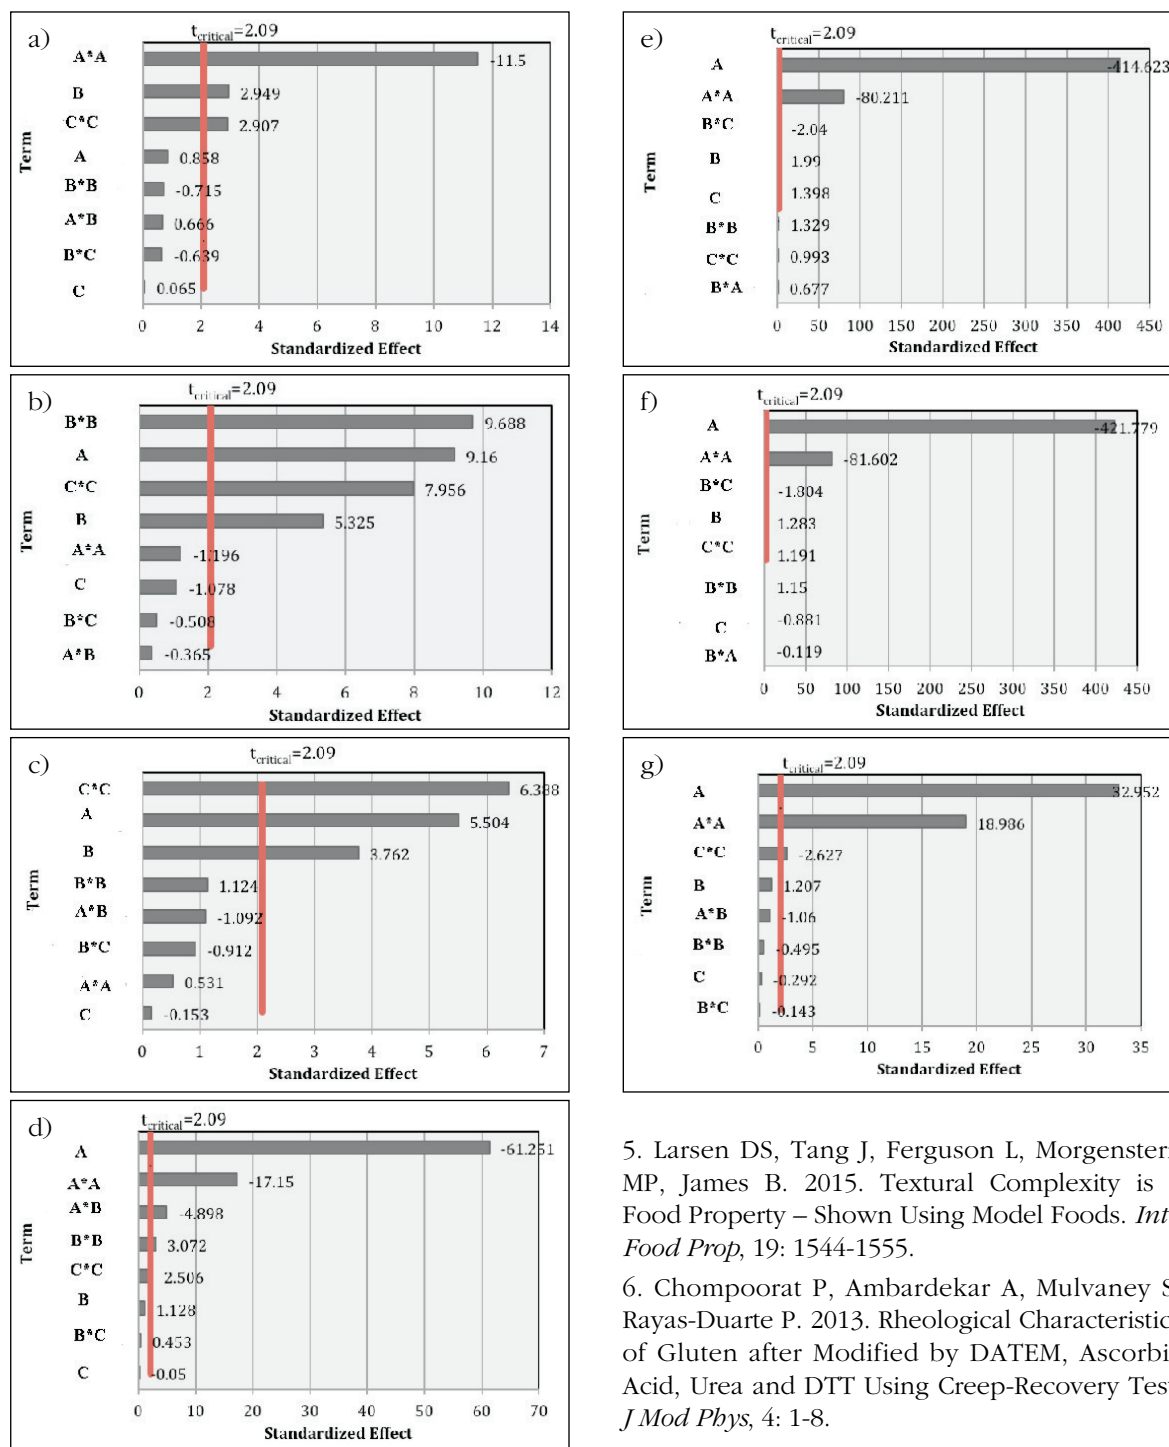 a)
t_critical=2.09
A*A
-11.5
B
2.949
C*C
2.907
A
0.858
B*B
-0.715
A*B
0.666
B*C
-0.639
C
0.065
Term
0 2 4 6 8 10 12 14
Standardized Effect
b)
t_critical=2.09
B*B
9.688
A
9.16
C*C
7.956
B
5.325
A*A
-1.196
C
-1.078
B*C
-0.508
A*B
-0.365
Term
0 2 4 6 8 10 12
Standardized Effect
c)
t_critical=2.09
C*C
6.388
A
5.504
B
3.762
B*B
1.124
A*B
-1.092
B*C
-0.912
A*A
0.531
C
-0.153
Term
0 1 2 3 4 5 6 7
Standardized Effect
d)
t_critical=2.09
A
-61.251
A*A
-17.15
A*B
-4.898
B*B
3.072
C*C
2.506
B
1.128
B*C
0.453
C
-0.05
Term
0 10 20 30 40 50 60 70
Standardized Effect
e)
t_critical=2.09
A
-414.623
A*A
-80.211
B*C
-2.04
B
1.99
C
1.398
B*B
1.329
C*C
0.993
B*A
0.677
Term
0 50 100 150 200 250 300 350 400 450
Standardized Effect
f)
t_critical=2.09
A
-421.779
A*A
-81.602
B*C
-1.804
B
1.283
C*C
1.191
B*B
1.15
C
-0.881
B*A
-0.119
Term
0 50 100 150 200 250 300 350 400 450
Standardized Effect
g)
t_critical=2.09
A
32.952
A*A
18.986
C*C
-2.627
B
1.207
A*B
-1.06
B*B
-0.495
C
-0.292
B*C
-0.143
Term
0 5 10 15 20 25 30 35
Standardized Effect
5. Larsen DS, Tang J, Ferguson L, Morgenstern
MP, James B. 2015. Textural Complexity is
Food Property – Shown Using Model Foods. Int
Food Prop, 19: 1544-1555.
6. Chompoorat P, Ambardekar A, Mulvaney S
Rayas-Duarte P. 2013. Rheological Characteristic
of Gluten after Modified by DATEM, Ascorbi
Acid, Urea and DTT Using Creep-Recovery Test
J Mod Phys, 4: 1-8.